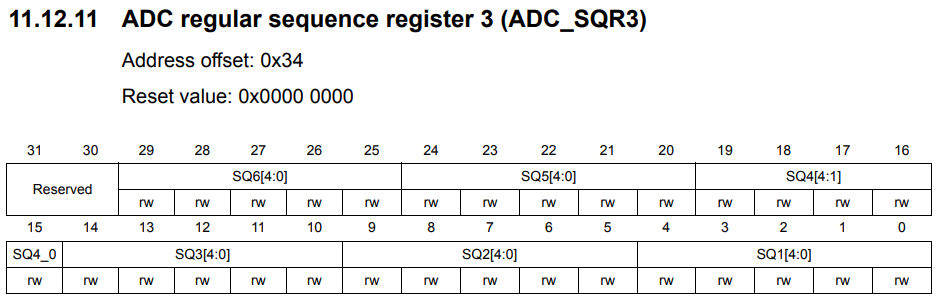 11.12.11 ADC regular sequence register 3 (ADC_SQR3)
Address offset: 0x34
Reset value: 0x0000 0000
31 30 29 28 27 26 25 24 23 22 21 20 19 18 17 16
Reserved SQ6[4:0] SQ5[4:0] SQ4[4:1]
rw rw rw rw rw rw rw rw rw rw rw rw rw rw
15 14 13 12 11 10 9 8 7 6 5 4 3 2 1 0
SQ4_0 SQ3[4:0] SQ2[4:0] SQ1[4:0]
rw rw rw rw rw rw rw rw rw rw rw rw rw rw rw rw